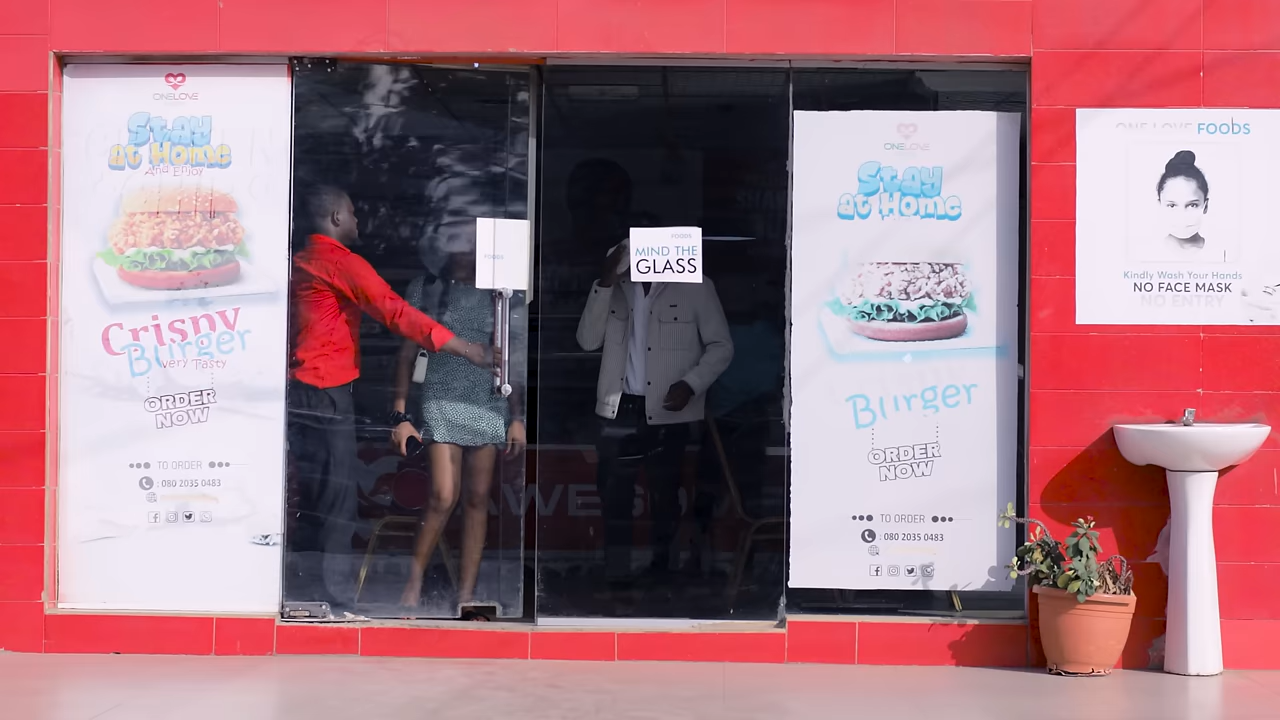 ONELOVE
Stay
at Home
And Enjoy
Crispy
Burger
Very Tasty
ORDER
NOW
TO ORDER
: 080 2035 0483
FOODS
FOODS
MIND THE
GLASS
AWESO
ONELOVE
Stay
at Home
Burger
ORDER
NOW
TO ORDER
: 080 2035 0483
ONE LOVE FOODS
Kindly Wash Your Hands
NO FACE MASK
NO ENTRY